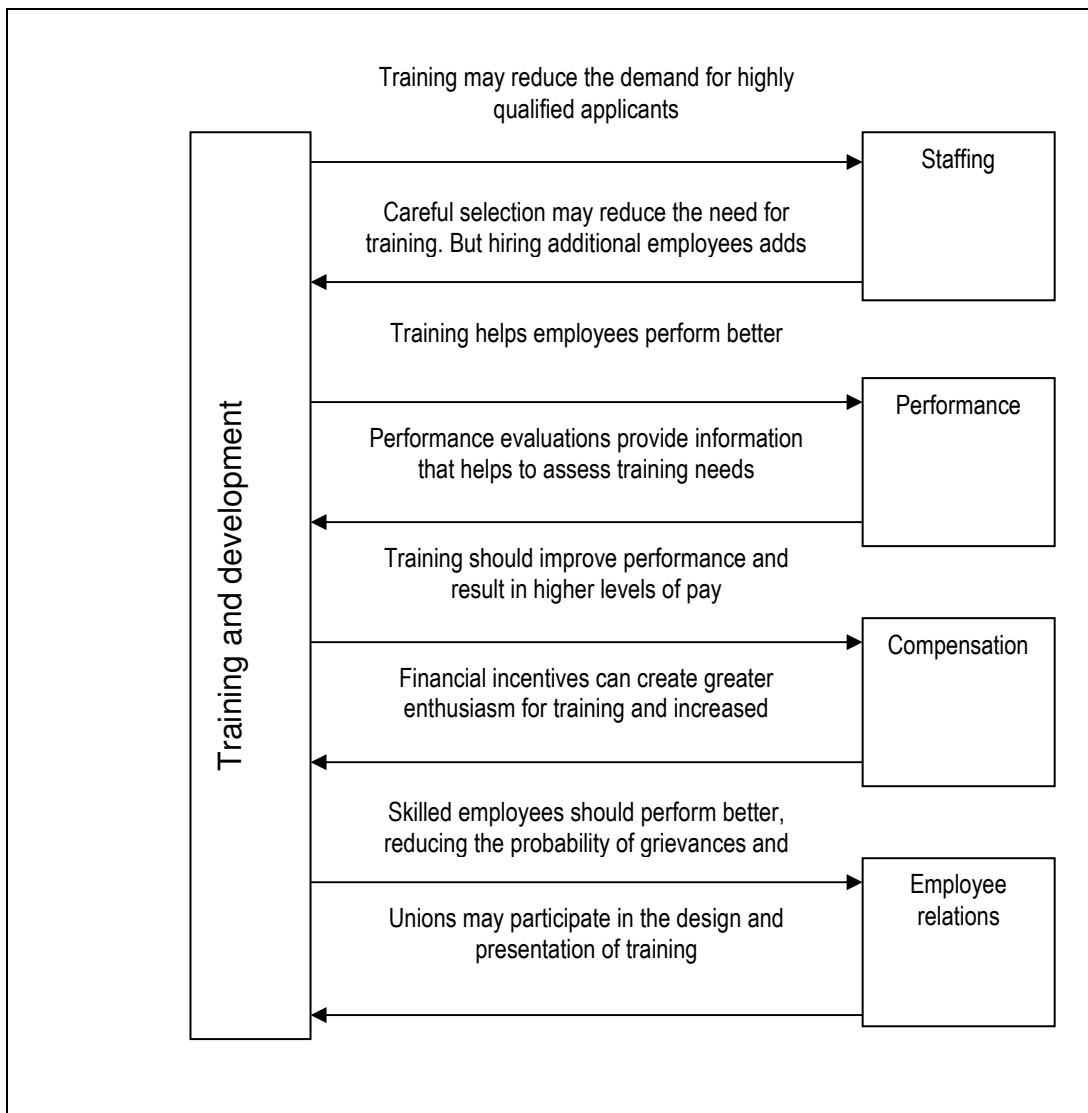 Training may reduce the demand for highly
qualified applicants
Staffing
Careful selection may reduce the need for
training. But hiring additional employees adds
Training helps employees perform better
Performance
Performance evaluations provide information
that helps to assess training needs
Training should improve performance and
result in higher levels of pay
Training and development
Compensation
Financial incentives can create greater
enthusiasm for training and increased
Skilled employees should perform better,
reducing the probability of grievances and
Employee
relations
Unions may participate in the design and
presentation of training